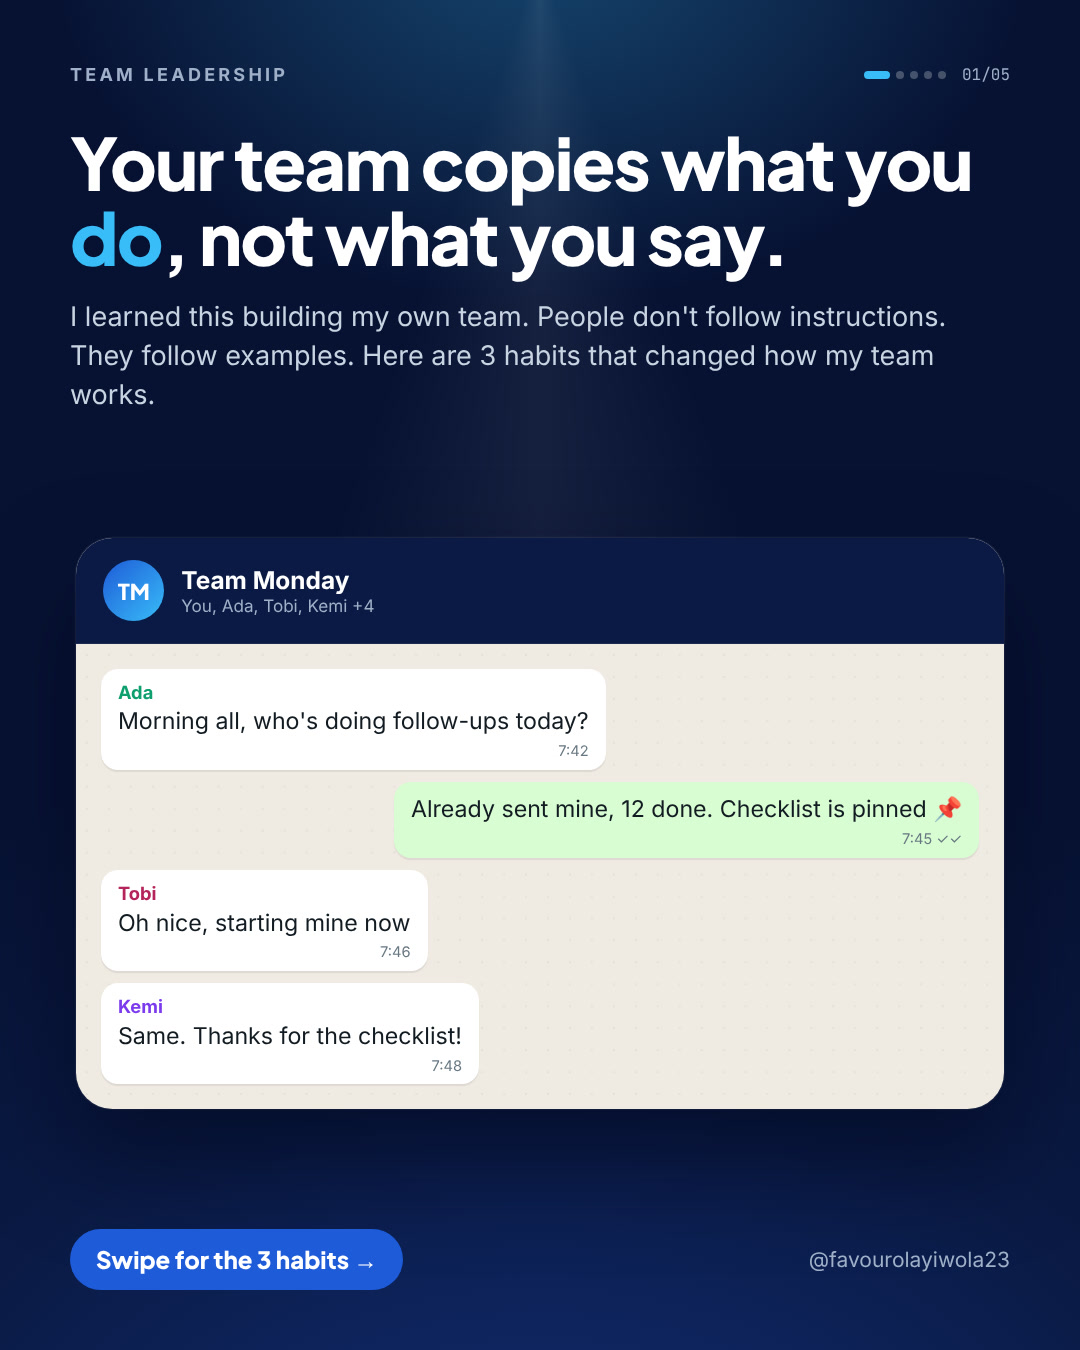 TEAM LEADERSHIP
01/05
Your team copies what you
do, not what you say.
I learned this building my own team. People don't follow instructions.
They follow examples. Here are 3 habits that changed how my team
works.
TM
Team Monday
You, Ada, Tobi, Kemi +4
Ada
Morning all, who's doing follow-ups today?
7:42
Already sent mine, 12 done. Checklist is pinned 📌
7:45 ✓✓
Tobi
Oh nice, starting mine now
7:46
Kemi
Same. Thanks for the checklist!
7:48
Swipe for the 3 habits →
@favourolayiwola23